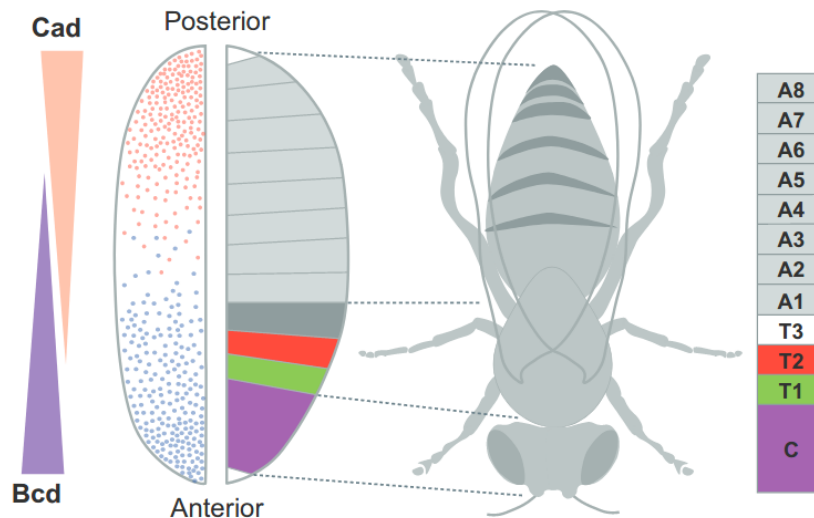 Cad
Posterior
A8
A7
A6
A5
A4
A3
A2
A1
T3
T2
T1
C
Bcd
Anterior